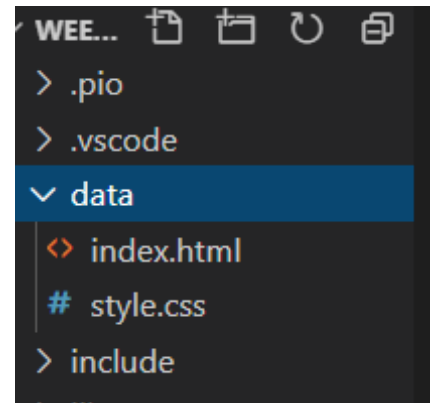 WEE...
.pio
.vscode
data
<> index.html
# style.css
include